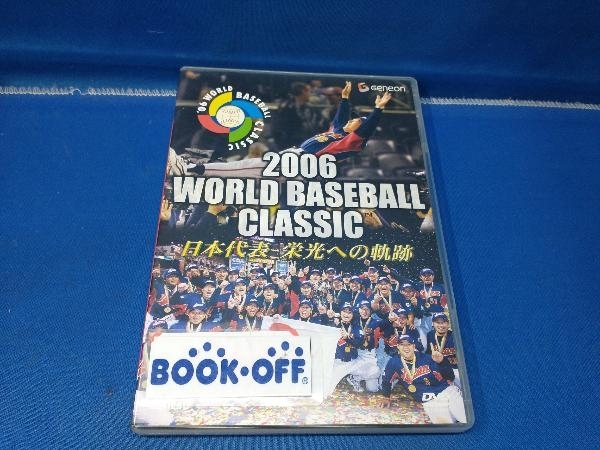 '06 WORLD BASEBALL CLASSIC
GENEON
2006
WORLD BASEBALL
CLASSIC
日本代表 栄光への軌跡
BOOK・OFF